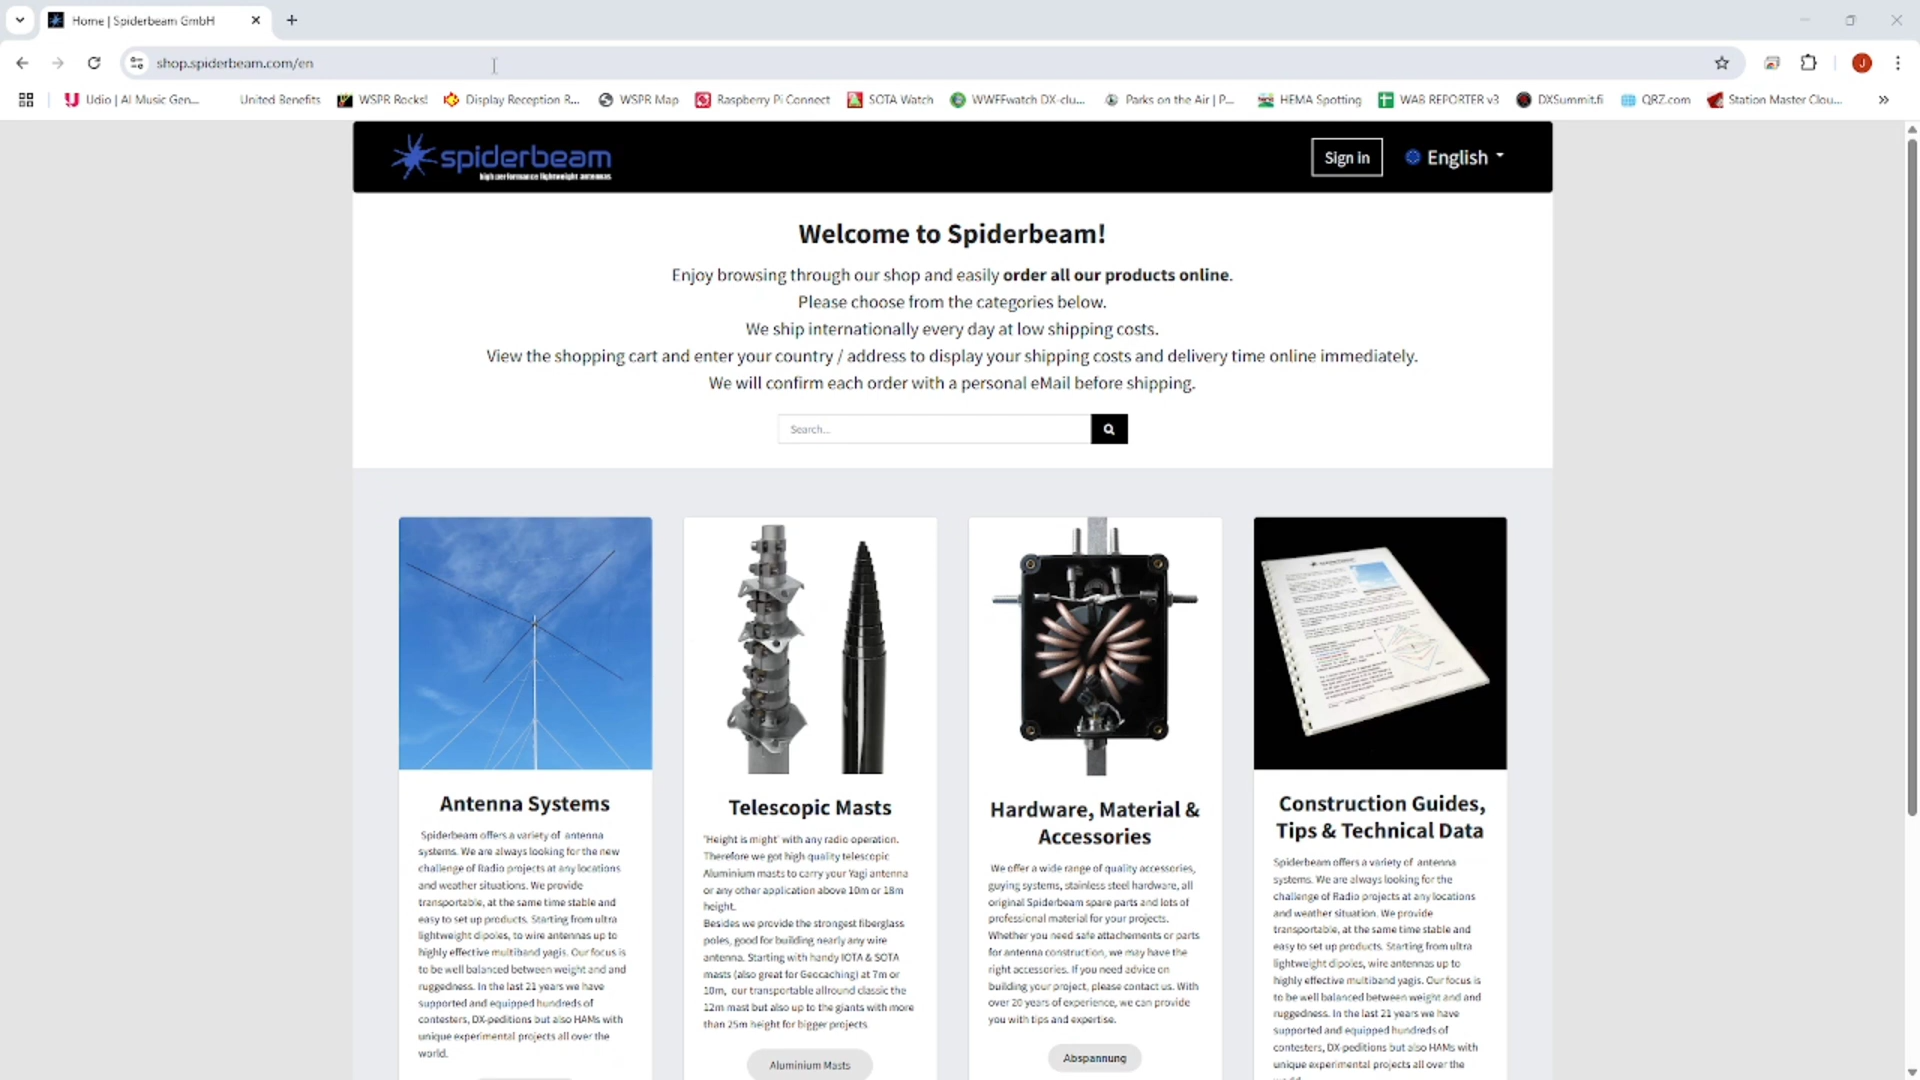 Home | Spiderbeam GmbH
shop.spiderbeam.com/en
J
Udio | AI Music Gen...
United Benefits
WSPR Rocks!
Display Reception R...
WSPR Map
Raspberry Pi Connect
SOTA Watch
WWFFwatch DX-clu...
Parks on the Air | P...
HEMA Spotting
WAB REPORTER v3
DXSummit.fi
QRZ.com
Station Master Clou...
spiderbeam
high performance lightweight antennas
Sign in
English
Welcome to Spiderbeam!
Enjoy browsing through our shop and easily order all our products online.
Please choose from the categories below.
We ship internationally every day at low shipping costs.
View the shopping cart and enter your country / address to display your shipping costs and delivery time online immediately.
We will confirm each order with a personal eMail before shipping.
Search...
Antenna Systems
Spiderbeam offers a variety of antenna
systems. We are always looking for the new
challenge of Radio projects at any locations
and weather situations. We provide
transportable, at the same time stable and
easy to set up products. Starting from ultra
lightweight dipoles, to wire antennas up to
highly effective multiband yagis. Our focus is
to be well balanced between weight and and
ruggedness. In the last 21 years we have
supported and equipped hundreds of
contesters, DX-peditions but also HAMs with
unique experimental projects all over the
world.
Telescopic Masts
"Height is might" with any radio operation.
Therefore we got high quality telescopic
Aluminium masts to carry your Yagi antenna
or any other application above 10m or 18m
height.
Besides we provide the strongest fiberglass
poles, good for building nearly any wire
antenna. Starting with handy IOTA & SOTA
masts (also great for Geocaching) at 7m or
10m, our transportable allround classic the
12m mast but also up to the giants with more
than 25m height for bigger projects
Aluminium Masts
Hardware, Material &
Accessories
We offer a wide range of quality accessories,
guying systems, stainless steel hardware, all
original Spiderbeam spare parts and lots of
professional material for your projects.
Whether you need safe attachements or parts
for antenna construction, we may have the
right accessories. If you need advice on
building your project, please contact us. With
over 20 years of experience, we can provide
you with tips and expertise.
Abspannung
Construction Guides,
Tips & Technical Data
Spiderbeam offers a variety of antenna
systems. We are always looking for the
challenge of Radio projects at any locations
and weather situation. We provide
transportable, at the same time stable and
easy to set up products. Starting from ultra
lightweight dipoles, wire antennas up to
highly effective multiband yagis. Our focus is
to be well balanced between weight and and
ruggedness. In the last 21 years we have
supported and equipped hundreds of
contesters, DX-peditions but also HAMs with
unique experimental projects all over the